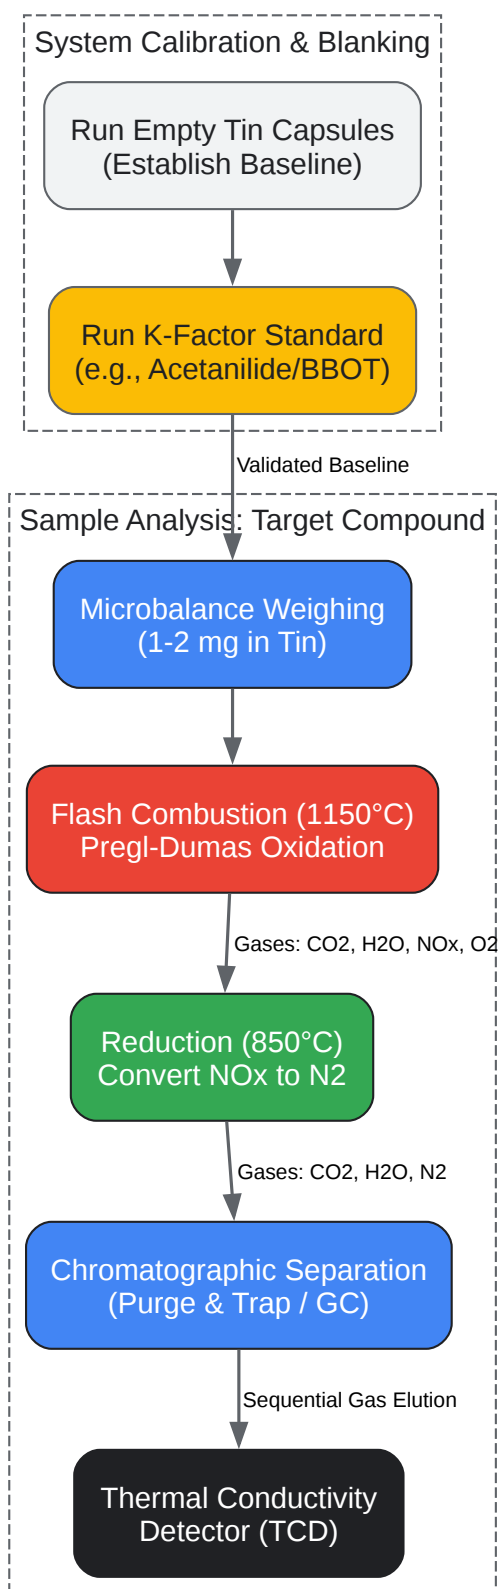 System Calibration & Blanking
Run Empty Tin Capsules
(Establish Baseline)
Run K-Factor Standard
(e.g., Acetanilide/BBOT)
Validated Baseline
Sample Analysis: Target Compound
Microbalance Weighing
(1-2 mg in Tin)
Flash Combustion (1150°C)
Pregl-Dumas Oxidation
Gases: CO2, H2O, NOx, O2
Reduction (850°C)
Convert NOx to N2
Gases: CO2, H2O, N2
Chromatographic Separation
(Purge & Trap / GC)
Sequential Gas Elution
Thermal Conductivity
Detector (TCD)